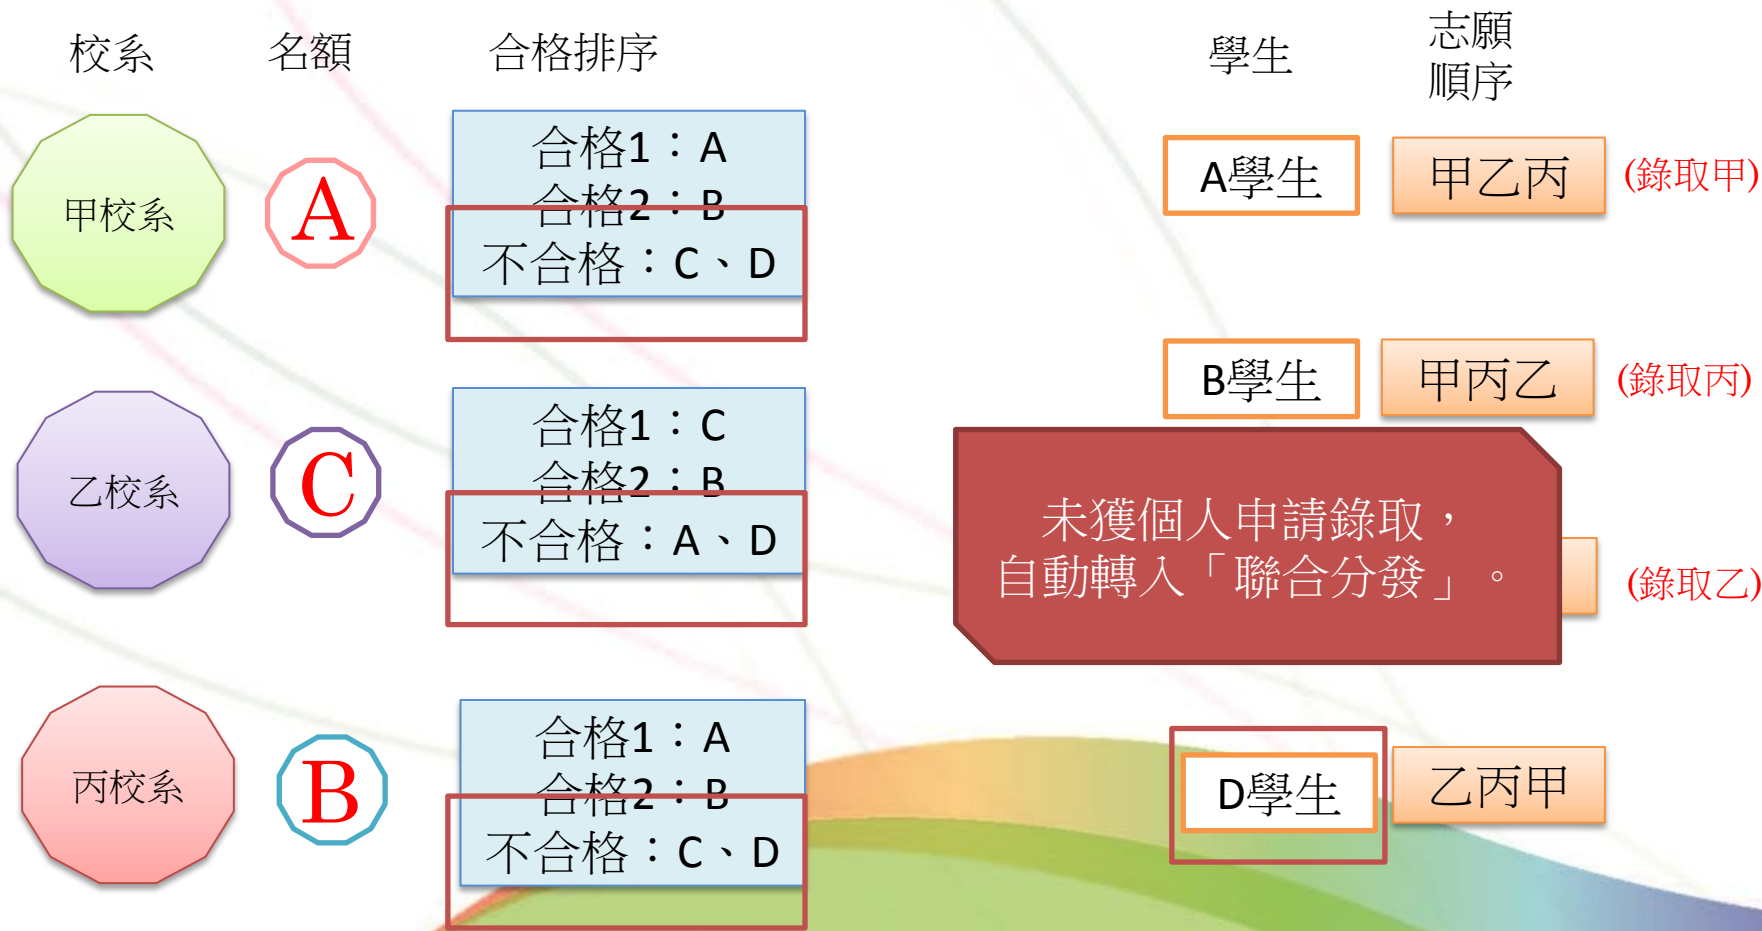 校系
名額
合格排序
學生
志願
順序
甲校系
A
合格1：A
合格2：B
不合格：C、D
A學生
甲乙丙
(錄取甲)
B學生
甲丙乙
(錄取丙)
乙校系
C
合格1：C
合格2：B
不合格：A、D
未獲個人申請錄取，
自動轉入「聯合分發」。
(錄取乙)
丙校系
B
合格1：A
合格2：B
不合格：C、D
D學生
乙丙甲